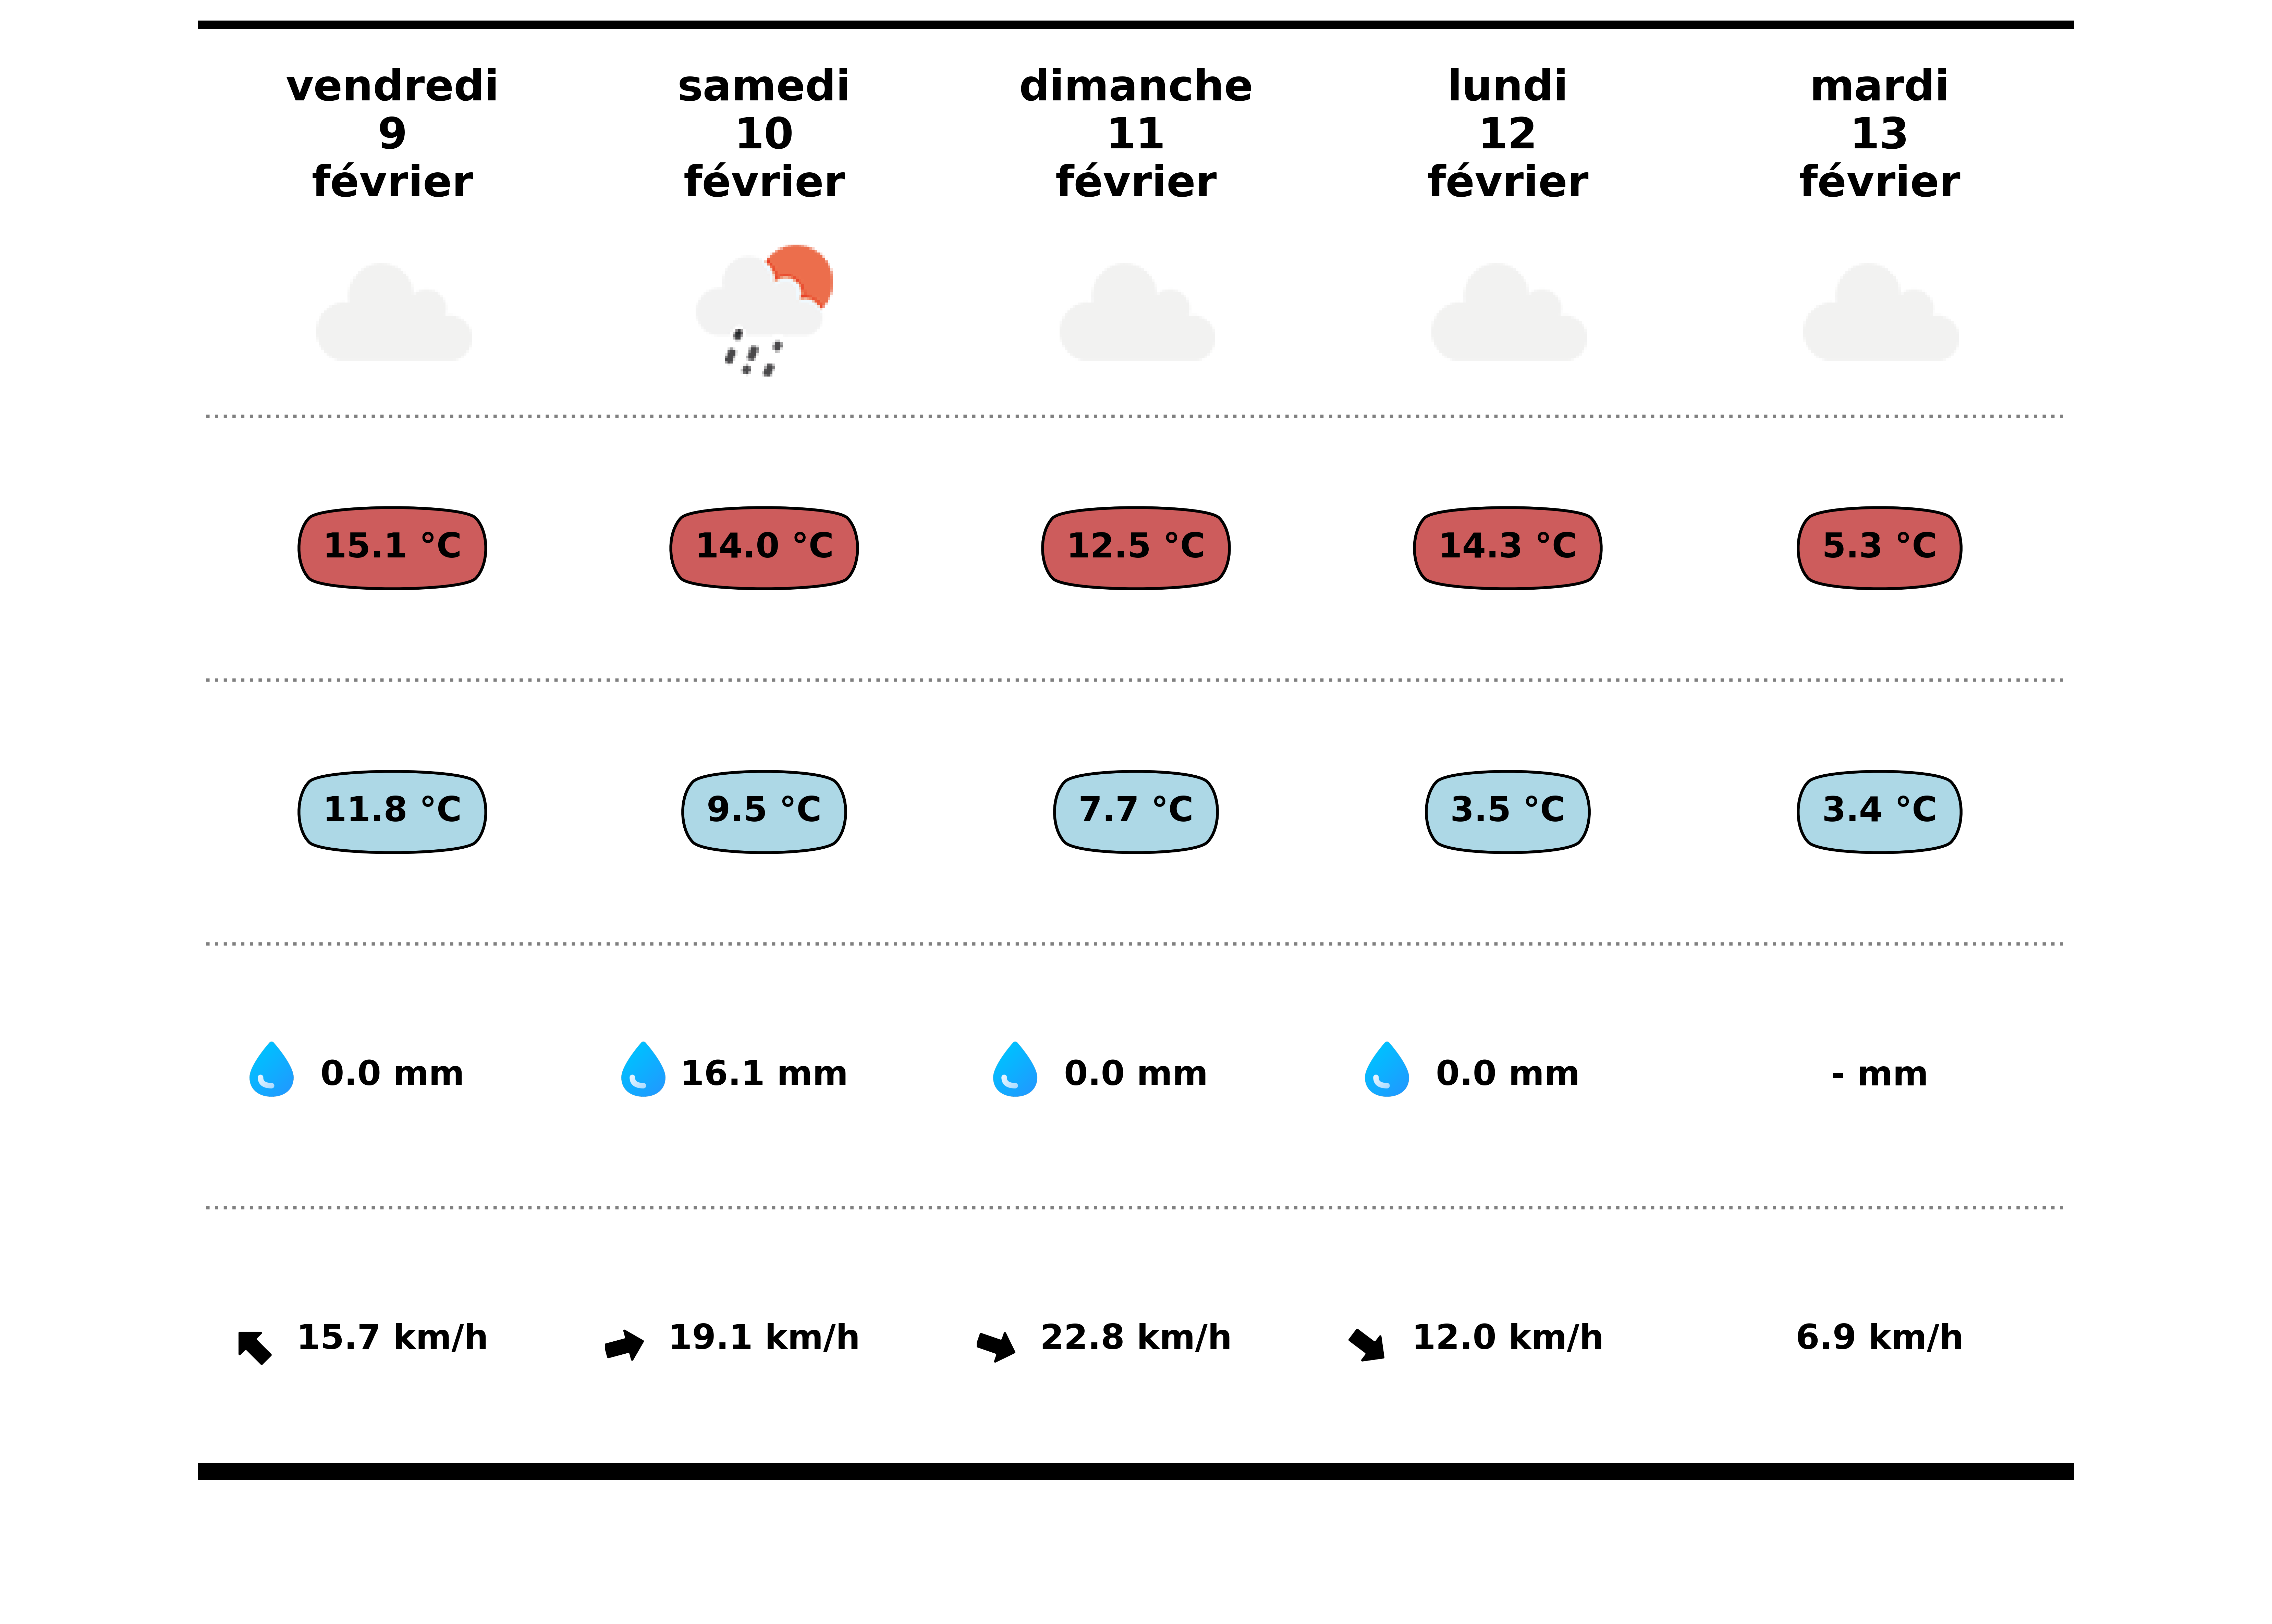 vendredi
9
février
samedi
10
février
dimanche
11
février
lundi
12
février
mardi
13
février
15.1 °C
14.0 °C
12.5 °C
14.3 °C
5.3 °C
11.8 °C
9.5 °C
7.7 °C
3.5 °C
3.4 °C
0.0 mm
16.1 mm
0.0 mm
0.0 mm
- mm
15.7 km/h
19.1 km/h
22.8 km/h
12.0 km/h
6.9 km/h